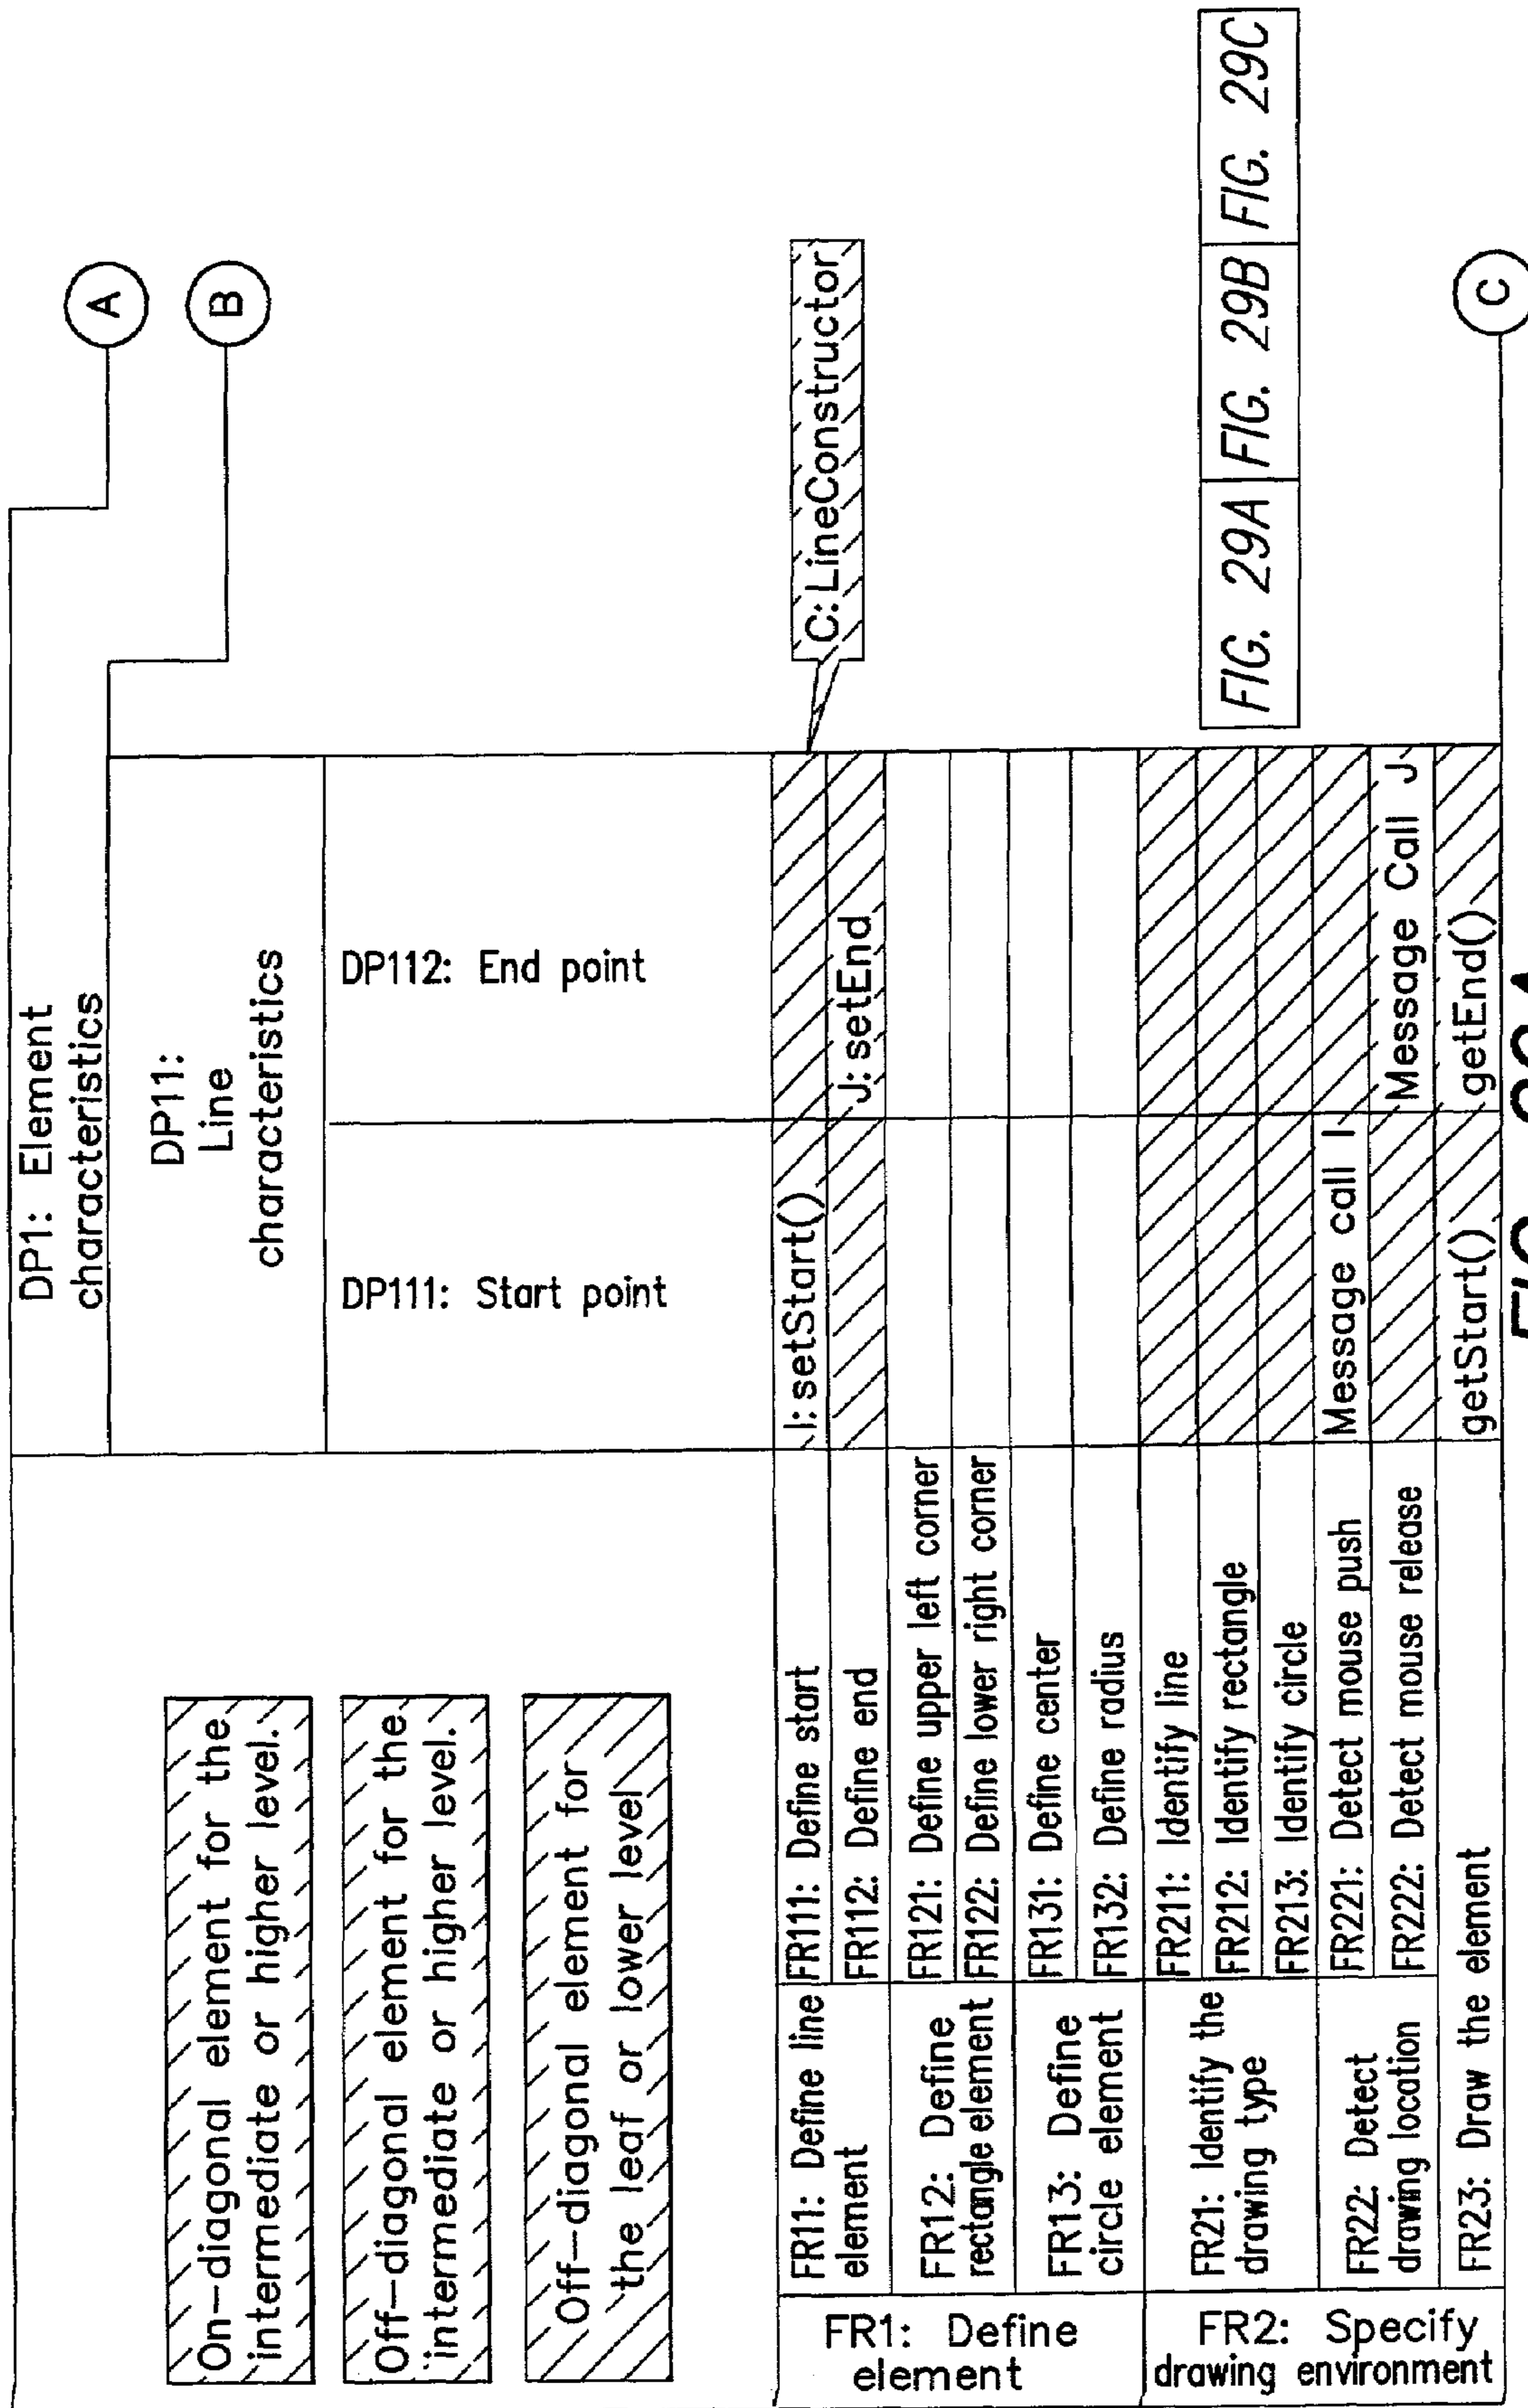 DP1: Element
characteristics
A
DP11:
Line
characteristics
B
On-diagonal element for the
intermediate or higher level.
Off-diagonal element for the
intermediate or higher level.
Off-diagonal element for
the leaf or lower level
DP111: Start point
DP112: End point
FR1: Define
element
FR11: Define line
element
FR111: Define start
I: setStart()
C: LineConstructor
FR112: Define end
J: setEnd
FR12: Define
rectangle element
FR121: Define upper left corner
FR122: Define lower right corner
FR13: Define
circle element
FR131: Define center
FR132: Define radius
FR2: Specify
drawing environment
FR21: Identify the
drawing type
FR211: Identify line
FR212: Identify rectangle
FR213: Identify circle
FR22: Detect
drawing location
FR221: Detect mouse push
Message call I
FR222: Detect mouse release
Message Call J
FR23: Draw the element
getStart()
getEnd()
FIG. 29A
FIG. 29B
FIG. 29C
C